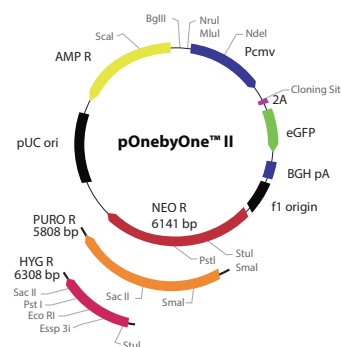 BglII
NruI
MluI
NdeI
ScaI
Pcmv
AMP R
Cloning Sit
2A
pUC ori
pOnebyOne™ II
eGFP
BGH pA
NEO R
6141 bp
f1 origin
PURO R
5808 bp
PstI
StuI
SmaI
HYG R
6308 bp
Sac II
Sac II
SmaI
Pst I
Eco RI
Essp 3i
StuI